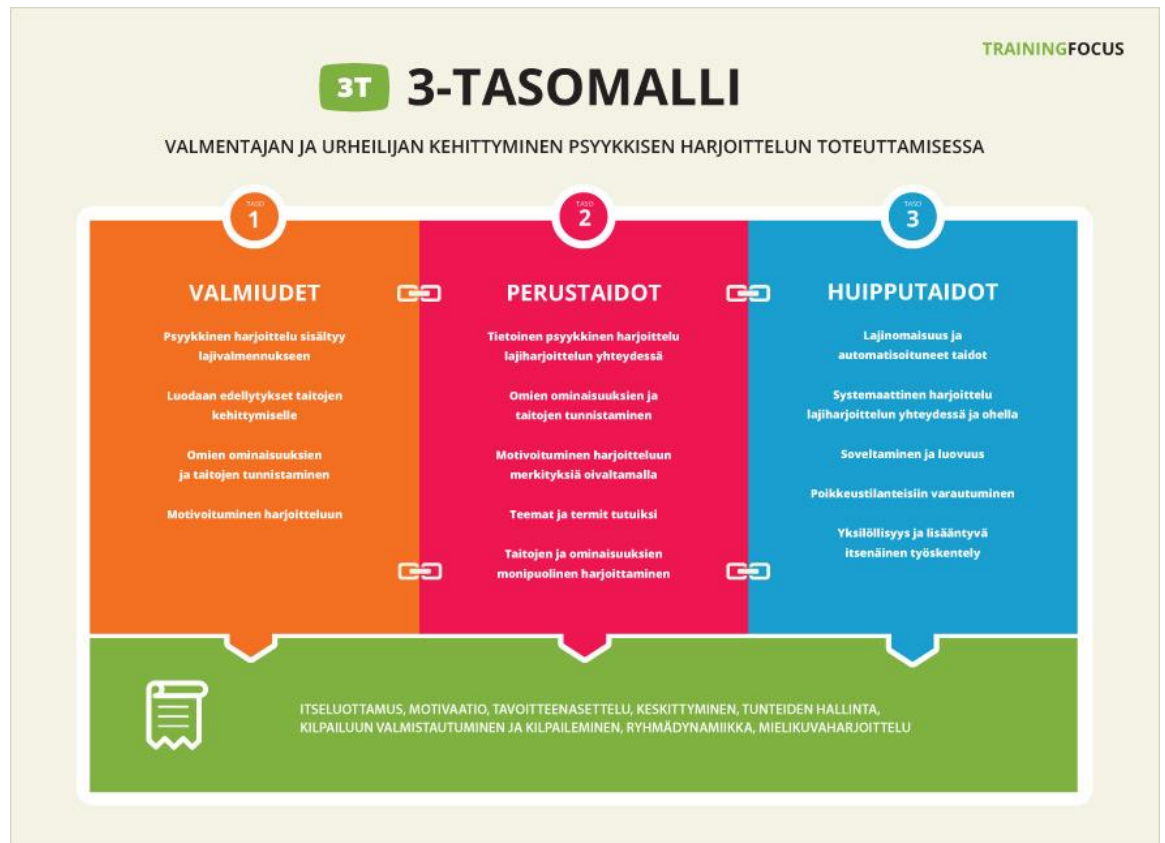 TRAININGFOCUS
3T 3-TASOMALLI
VALMENTAJAN JA URHEILIJAN KEHITTYMINEN PSYYKKISEN HARJOITTELUN TOTEUTTAMISESSA
TASO
1
VALMIUDET
Psyykkinen harjoittelu sisältyy
lajivalmennukseen
Luodaan edellytykset taitojen
kehittymiselle
Omien ominaisuuksien
ja taitojen tunnistaminen
Motivoituminen harjoitteluun
TASO
2
PERUSTAIDOT
Tietoinen psyykkinen harjoittelu
lajiharjoittelun yhteydessä
Omien ominaisuuksien ja
taitojen tunnistaminen
Motivoituminen harjoitteluun
merkityksiä oivaltamalla
Teemat ja termit tutuiksi
Taitojen ja ominaisuuksien
monipuolinen harjoittaminen
TASO
3
HUIPPUTAIDOT
Lajinomaisuus ja
automatisoituneet taidot
Systemaattinen harjoittelu
lajiharjoittelun yhteydessä ja ohella
Soveltaminen ja luovuus
Poikkeustilanteisiin varautuminen
Yksilöllisyys ja lisääntyvä
itsenäinen työskentely
ITSELUOTTAMUS, MOTIVAATIO, TAVOITTEENASETTELU, KESKITTYMINEN, TUNTEIDEN HALLINTA,
KILPAILUUN VALMISTAUTUMINEN JA KILPAILEMINEN, RYHMÄDYNAMIIKKA, MIELIKUVAHARJOITTELU